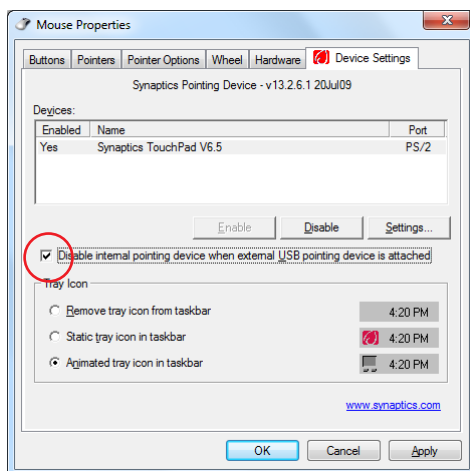 Mouse Properties
Buttons Pointers Pointer Options Wheel Hardware Device Settings
Synaptics Pointing Device - v13.2.6.1 20Jul09
Devices:
Enabled Name Port
Yes Synaptics TouchPad V6.5 PS/2
Enable Disable Settings...
Disable internal pointing device when external USB pointing device is attached
Tray Icon
Remove tray icon from taskbar 4:20 PM
Static tray icon in taskbar 4:20 PM
Animated tray icon in taskbar 4:20 PM
www.synaptics.com
OK Cancel Apply